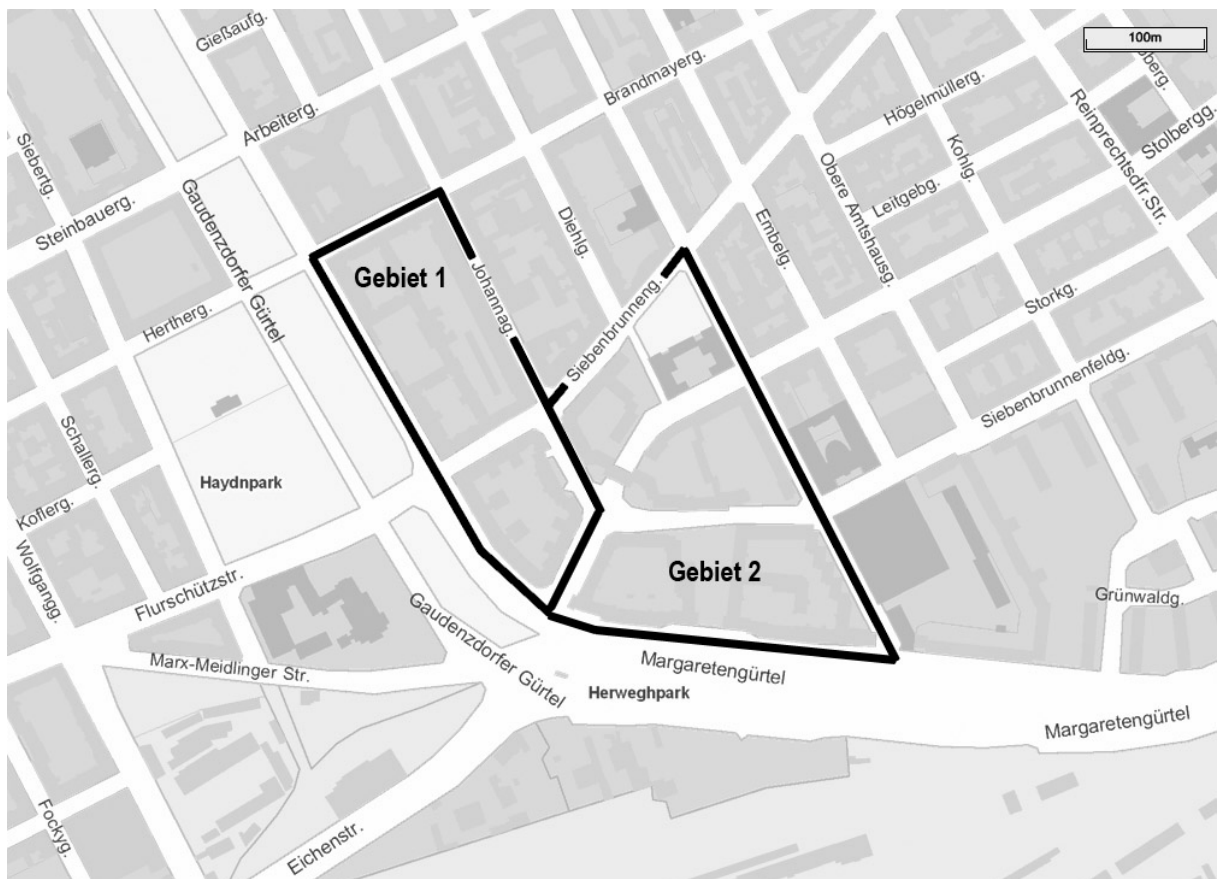 Gießaufg.
100m
Arbeiterg.
Brandmayerg.
Högelmüllerg.
Reinprechtsdfr.Str.
Stolbergg.
Siebertg.
Steinbauerg.
Gaudenzdorfer Gürtel
Diehlg.
Embelg.
Obere Amtshausg.
Leitgebg.
Kohlg.
Gebiet 1
Johannag.
Siebenbrunneng.
Hertherg.
Storkg.
Siebenbrunnenfeldg.
Schallerg.
Haydnpark
Koflerg.
Wolfgangg.
Flurschützstr.
Gebiet 2
Grünwaldg.
Gaudenzdorfer Gürtel
Marx-Meidlinger Str.
Margaretengürtel
Herweghpark
Margaretengürtel
Fockyg.
Eichenstr.